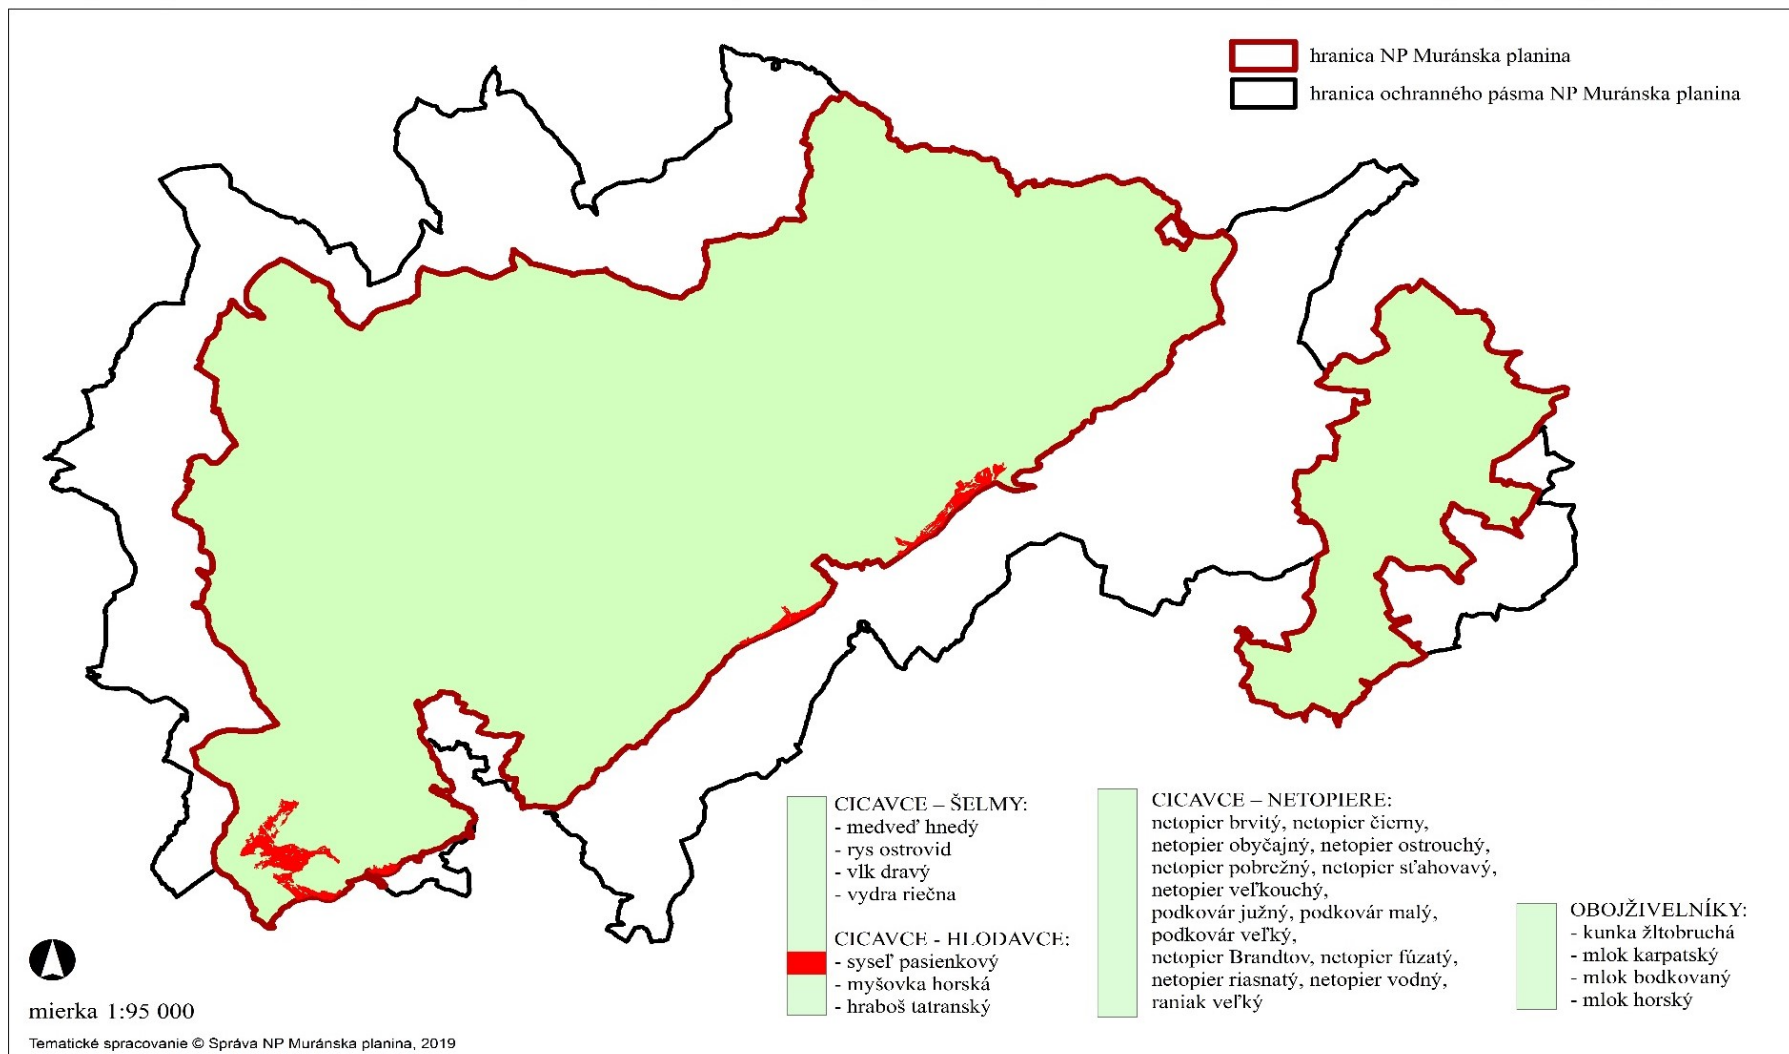 hranica NP Muránska planina
hranica ochranného pásma NP Muránska planina
CICAVCE – ŠELMY:
- medveď hnedý
- rys ostrovid
- vlk dravý
- vydra riečna
CICAVCE - HLODAVCE:
- syseľ pasienkový
- myšovka horská
- hraboš tatranský
CICAVCE – NETOPIERE:
netopier brvitý, netopier čierny,
netopier obyčajný, netopier ostrouchý,
netopier pobrežný, netopier sťahovavý,
netopier veľkouchý,
podkovár južný, podkovár malý,
podkovár veľký,
netopier Brandtov, netopier fúzatý,
netopier riasnatý, netopier vodný,
raniak veľký
OBOJŽIVELNÍKY:
- kunka žltobruchá
- mlok karpatský
- mlok bodkovaný
- mlok horský
mierka 1:95 000
Tematické spracovanie © Správa NP Muránska planina, 2019